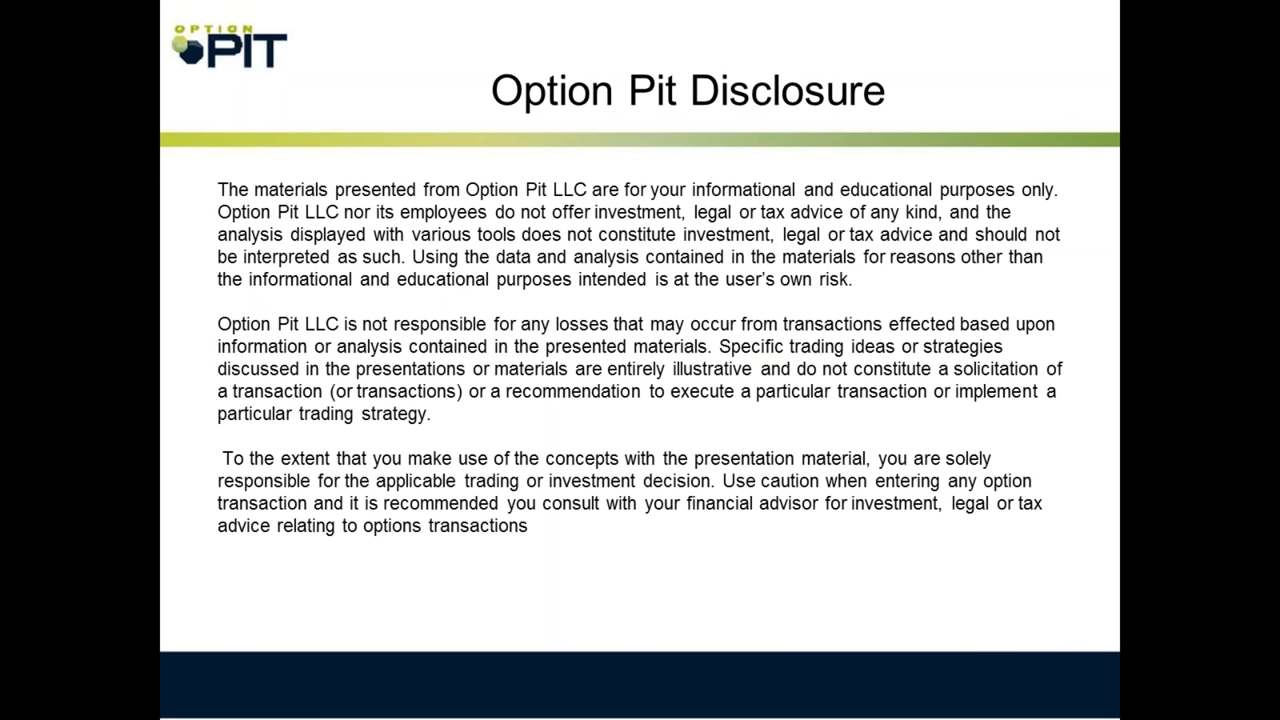 OPTION
PIT
Option Pit Disclosure
The materials presented from Option Pit LLC are for your informational and educational purposes only.
Option Pit LLC nor its employees do not offer investment, legal or tax advice of any kind, and the
analysis displayed with various tools does not constitute investment, legal or tax advice and should not
be interpreted as such. Using the data and analysis contained in the materials for reasons other than
the informational and educational purposes intended is at the user’s own risk.
Option Pit LLC is not responsible for any losses that may occur from transactions effected based upon
information or analysis contained in the presented materials. Specific trading ideas or strategies
discussed in the presentations or materials are entirely illustrative and do not constitute a solicitation of
a transaction (or transactions) or a recommendation to execute a particular transaction or implement a
particular trading strategy.
To the extent that you make use of the concepts with the presentation material, you are solely
responsible for the applicable trading or investment decision. Use caution when entering any option
transaction and it is recommended you consult with your financial advisor for investment, legal or tax
advice relating to options transactions